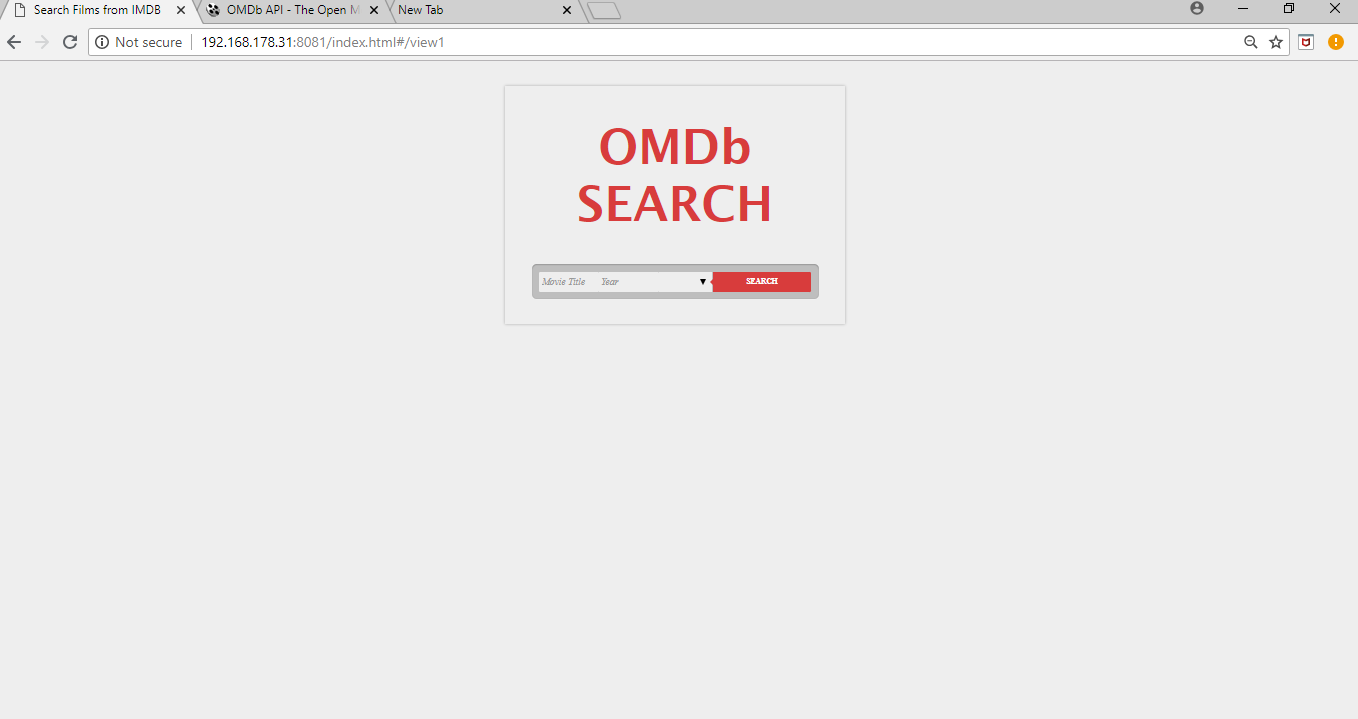 Search Films from IMDB
OMDb API - The Open M
New Tab
Not secure
192.168.178.31:8081/index.html#/view1
OMDb
SEARCH
Movie Title Year SEARCH